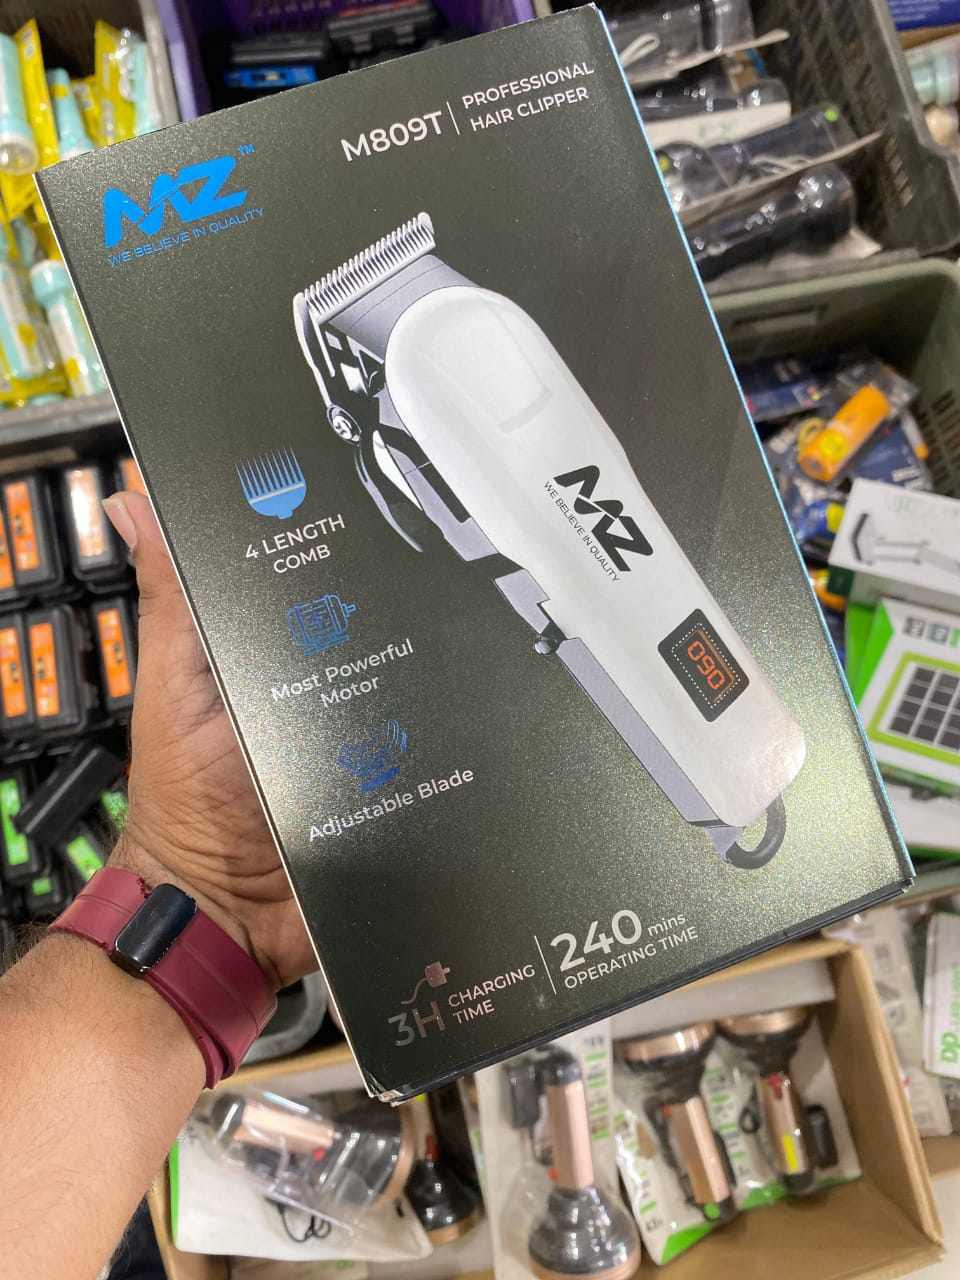 MZ™
WE BELIEVE IN QUALITY
M809T | PROFESSIONAL
HAIR CLIPPER
4 LENGTH
COMB
Most Powerful
Motor
Adjustable Blade
MZ
WE BELIEVE IN QUALITY
090
3H CHARGING
TIME
240 mins
OPERATING TIME